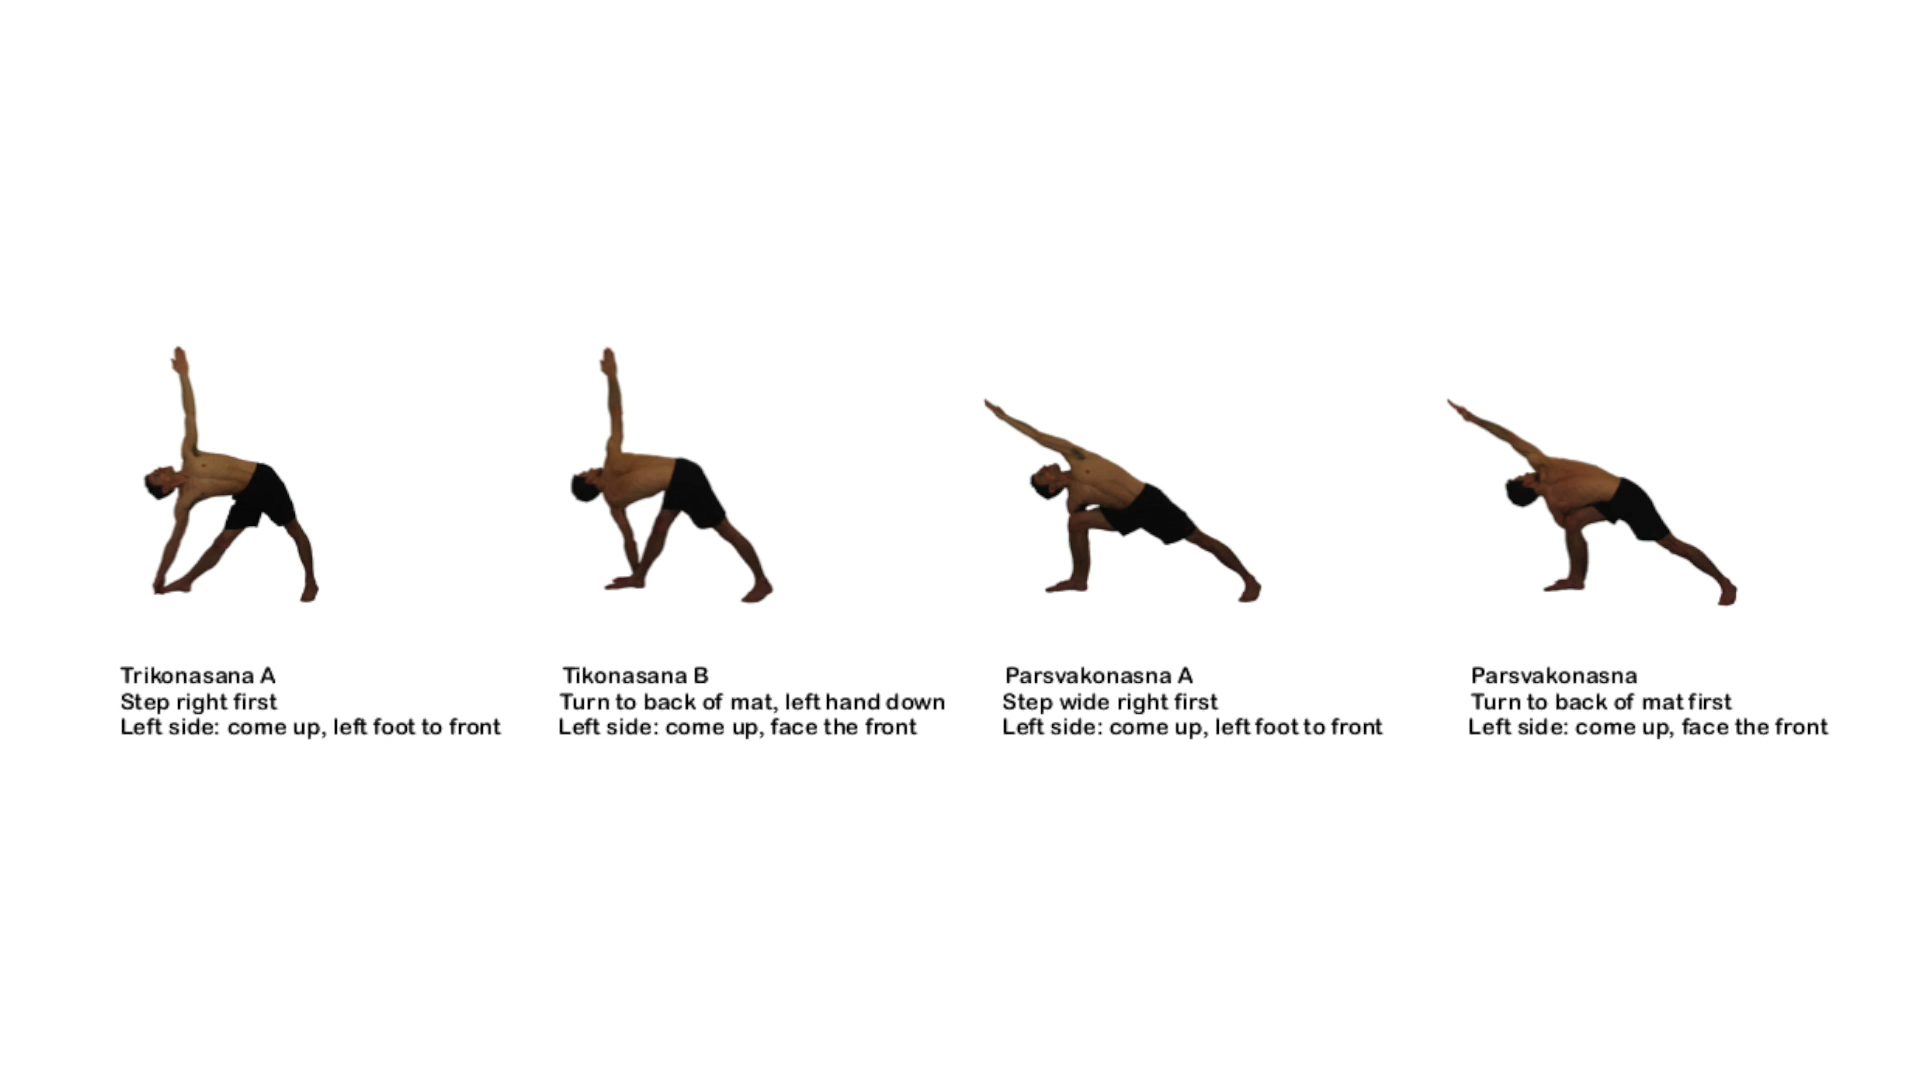 Trikonasana A
Step right first
Left side: come up, left foot to front
Tikonasana B
Turn to back of mat, left hand down
Left side: come up, face the front
Parsvakonasna A
Step wide right first
Left side: come up, left foot to front
Parsvakonasna
Turn to back of mat first
Left side: come up, face the front